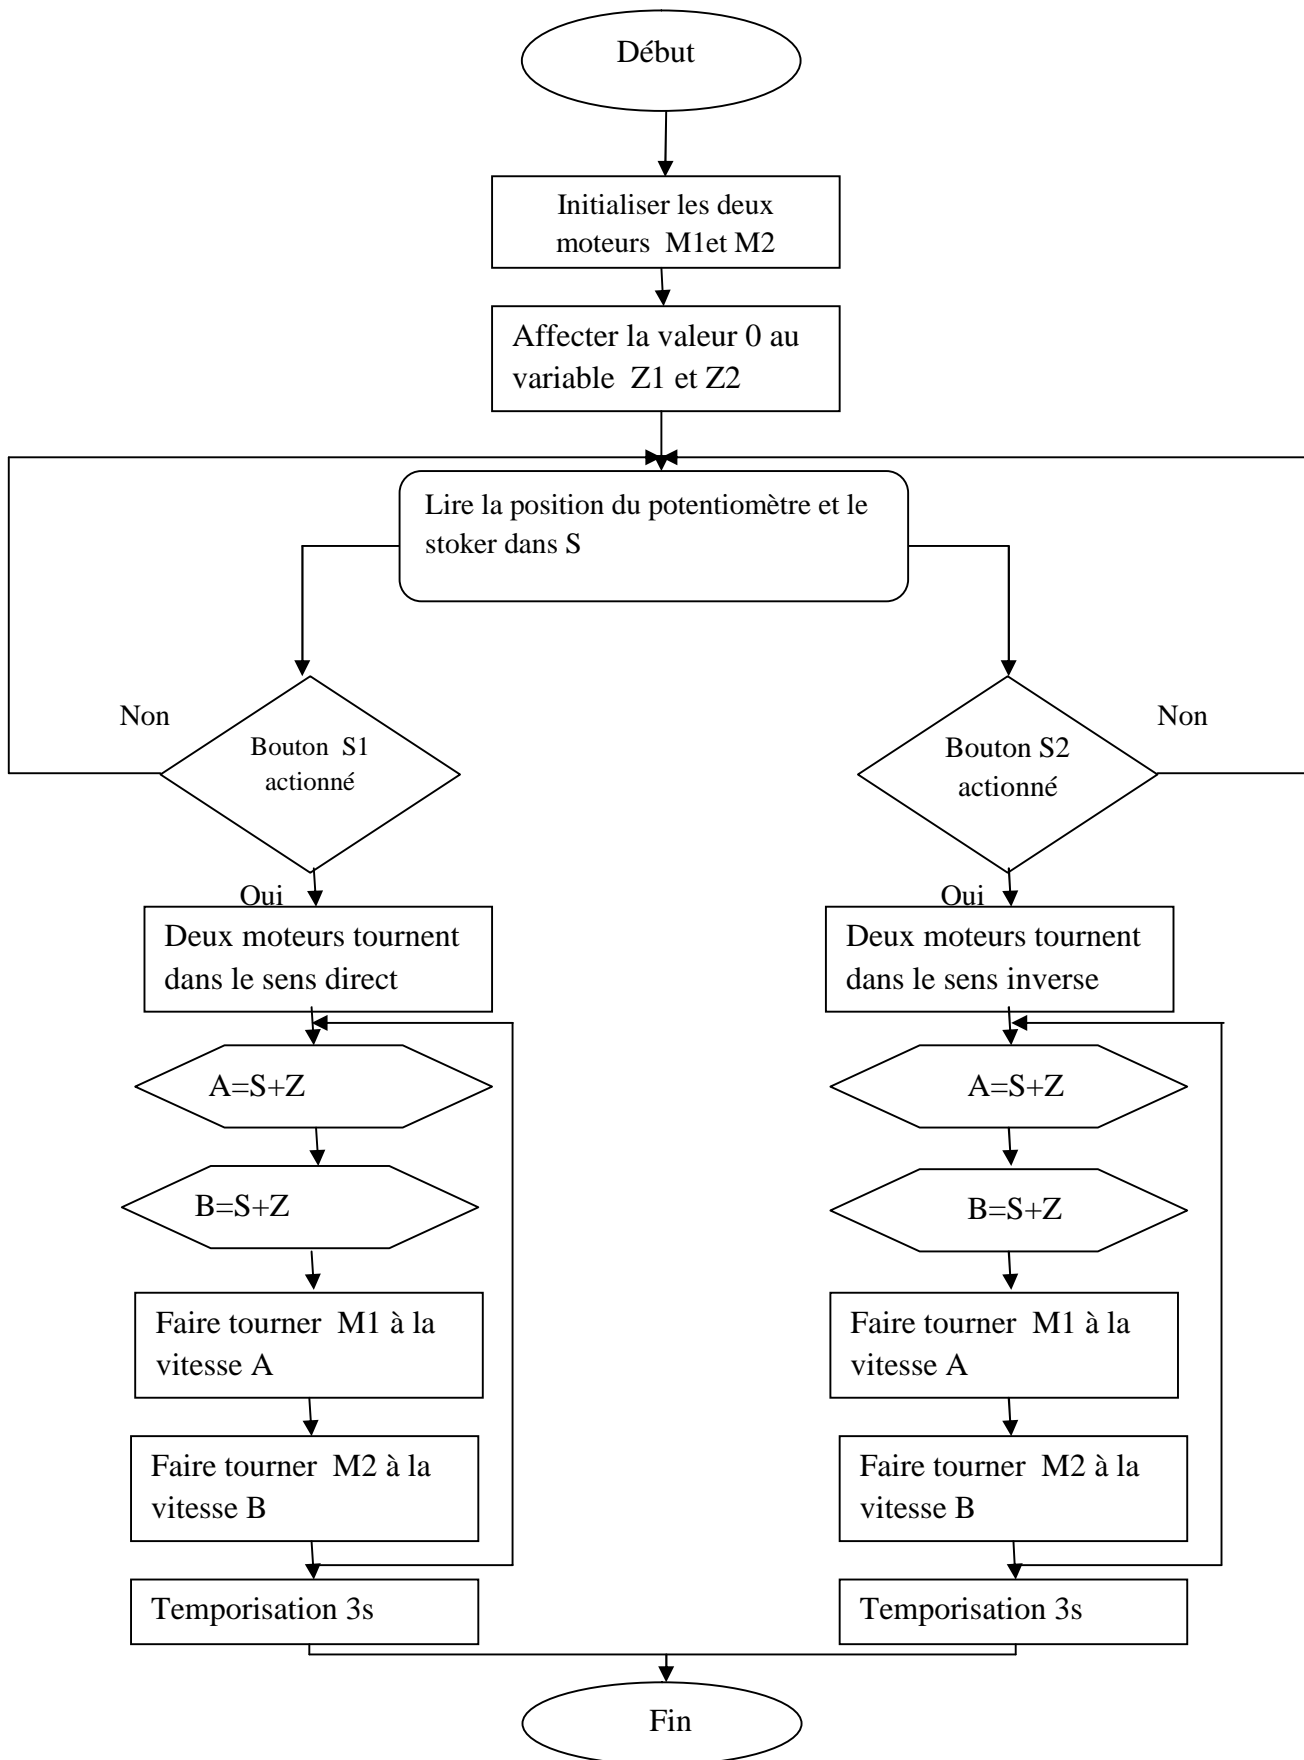 Début
Initialiser les deux
moteurs M1et M2
Affecter la valeur 0 au
variable Z1 et Z2
Lire la position du potentiomètre et le
stoker dans S
Non
Bouton S1
actionné
Oui
Deux moteurs tournent
dans le sens direct
A=S+Z
B=S+Z
Faire tourner M1 à la
vitesse A
Faire tourner M2 à la
vitesse B
Temporisation 3s
Non
Bouton S2
actionné
Oui
Deux moteurs tournent
dans le sens inverse
A=S+Z
B=S+Z
Faire tourner M1 à la
vitesse A
Faire tourner M2 à la
vitesse B
Temporisation 3s
Fin